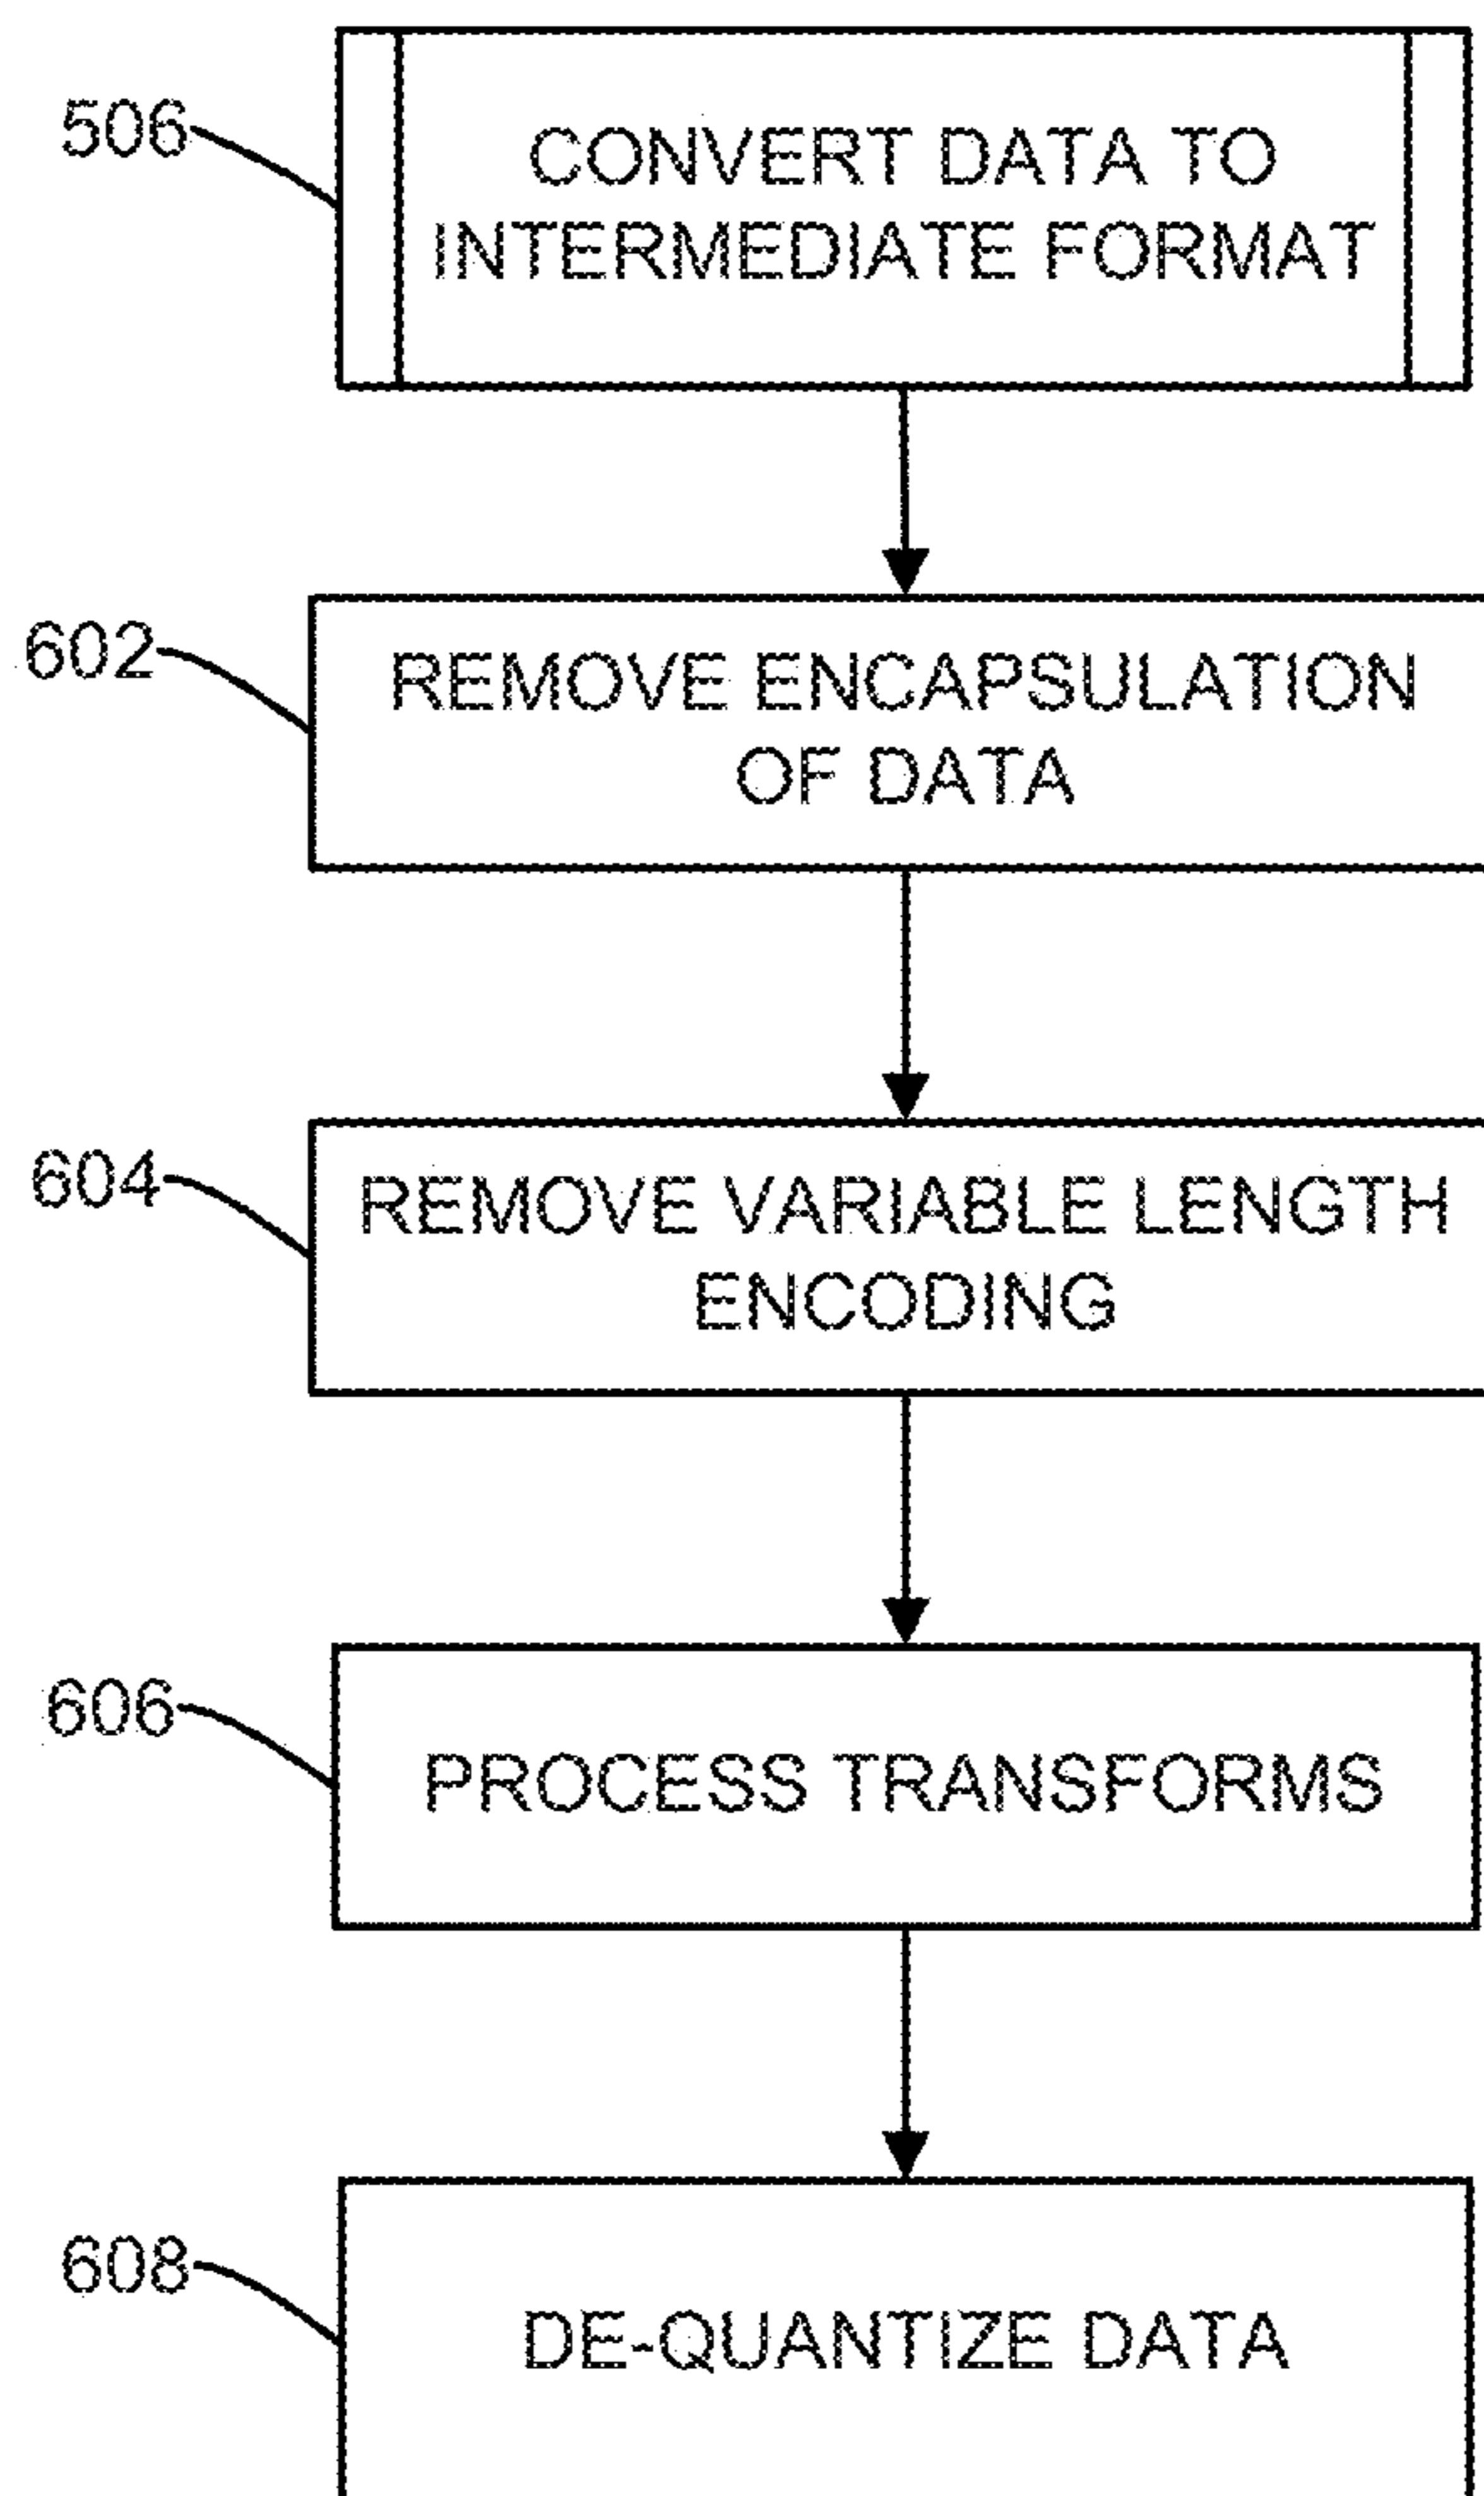 506
CONVERT DATA TO
INTERMEDIATE FORMAT
602
REMOVE ENCAPSULATION
OF DATA
604
REMOVE VARIABLE LENGTH
ENCODING
606
PROCESS TRANSFORMS
608
DE-QUANTIZE DATA